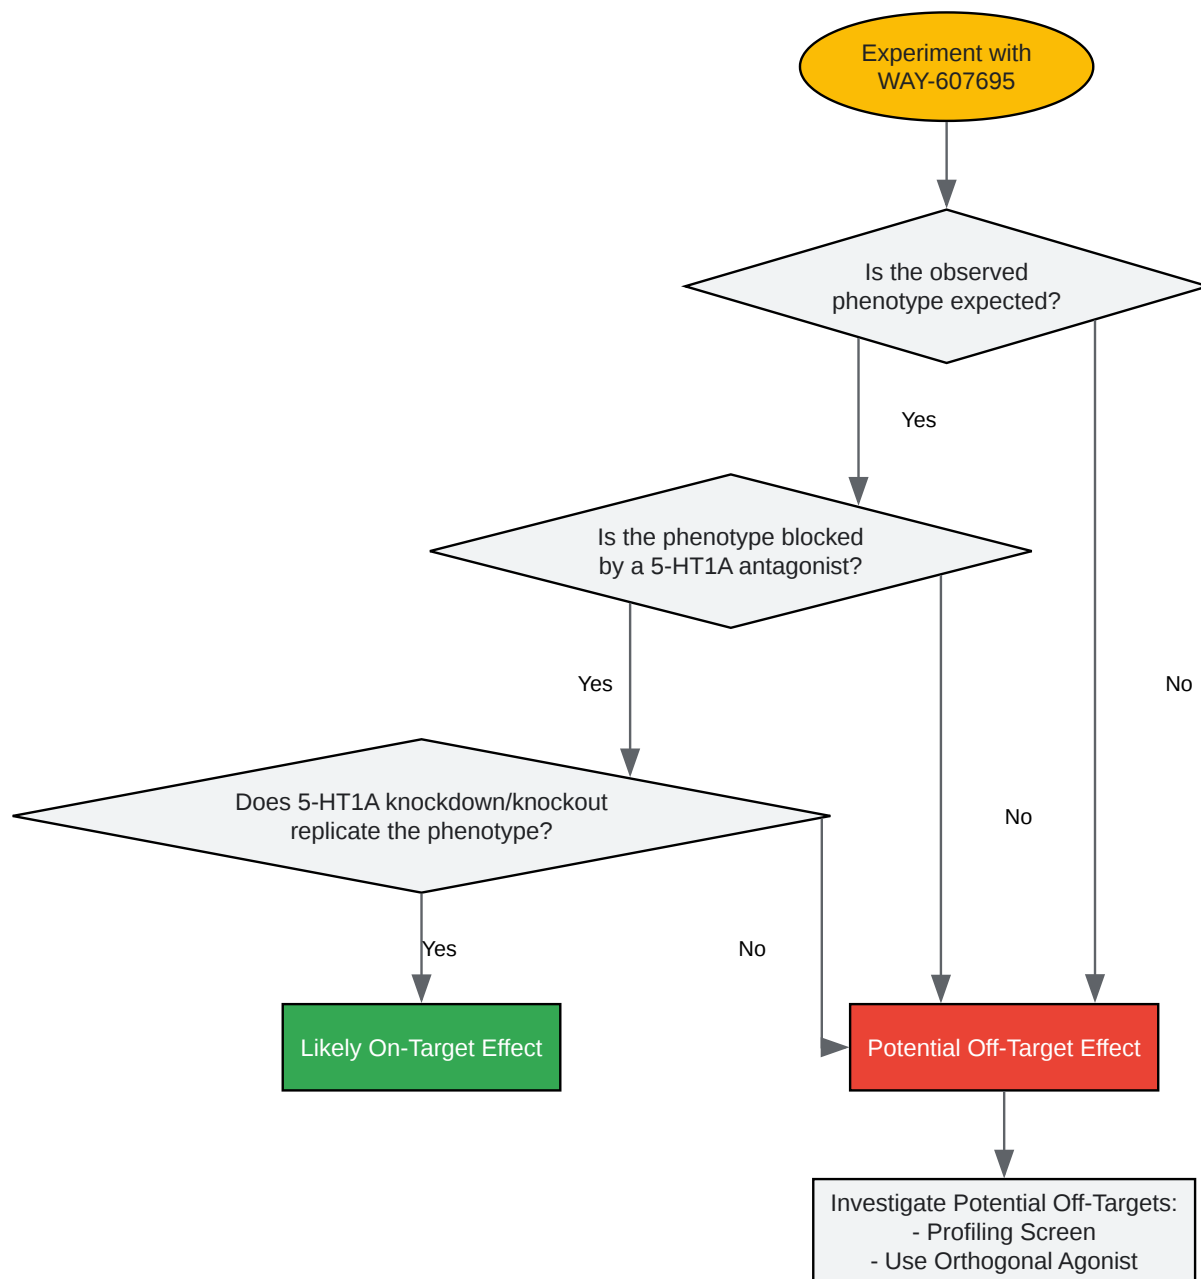 Experiment with
WAY-607695
Is the observed
phenotype expected?
Yes
Is the phenotype blocked
by a 5-HT1A antagonist?
Yes
No
Does 5-HT1A knockdown/knockout
replicate the phenotype?
No
Yes
No
Likely On-Target Effect
Potential Off-Target Effect
Investigate Potential Off-Targets:
- Profiling Screen
- Use Orthogonal Agonist